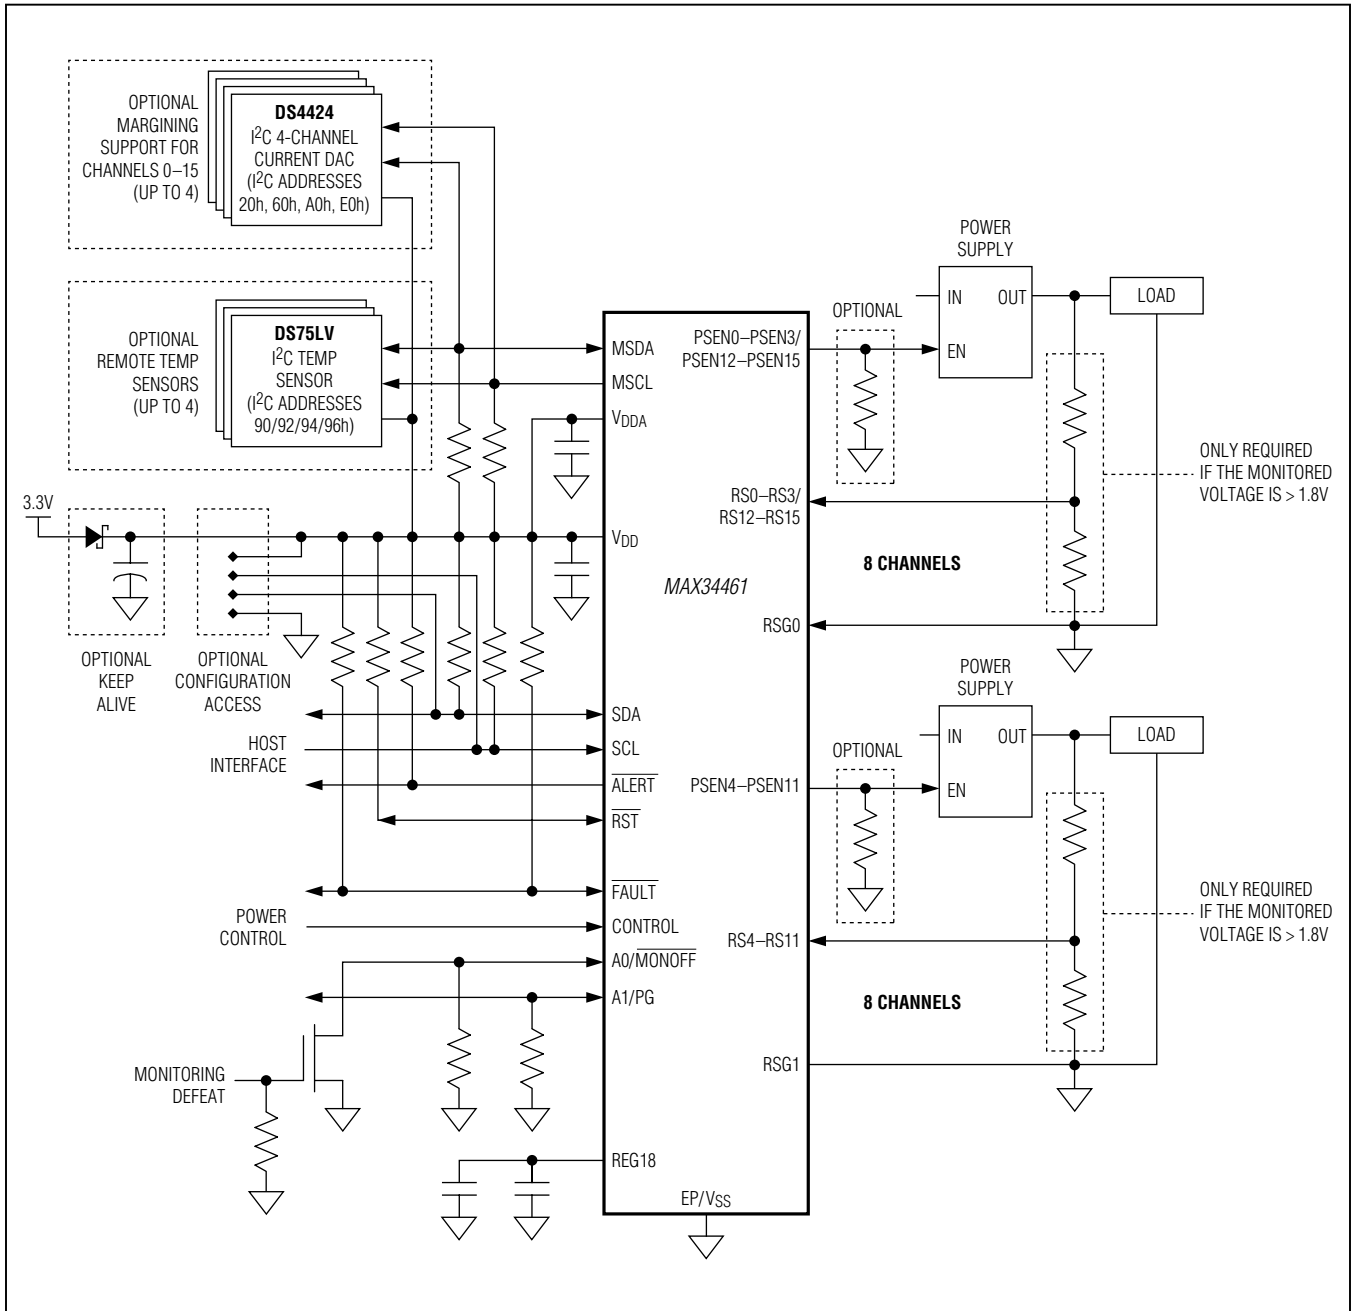 OPTIONAL
MARGINING
SUPPORT FOR
CHANNELS 0–15
(UP TO 4)
DS4424
I2C 4-CHANNEL
CURRENT DAC
(I2C ADDRESSES
20h, 60h, A0h, E0h)
OPTIONAL
REMOTE TEMP
SENSORS
(UP TO 4)
DS75LV
I2C TEMP
SENSOR
(I2C ADDRESSES
90/92/94/96h)
3.3V
OPTIONAL
KEEP
ALIVE
OPTIONAL
CONFIGURATION
ACCESS
HOST
INTERFACE
POWER
CONTROL
MONITORING
DEFEAT
MSDA
MSCL
VDDA
VDD
SDA
SCL
ALERT
RST
FAULT
CONTROL
A0/MONOFF
A1/PG
REG18
MAX34461
EP/VSS
PSEN0–PSEN3/
PSEN12–PSEN15
RS0–RS3/
RS12–RS15
RSG0
PSEN4–PSEN11
RS4–RS11
RSG1
OPTIONAL
POWER
SUPPLY
IN
OUT
EN
LOAD
ONLY REQUIRED
IF THE MONITORED
VOLTAGE IS > 1.8V
8 CHANNELS
OPTIONAL
POWER
SUPPLY
IN
OUT
EN
LOAD
ONLY REQUIRED
IF THE MONITORED
VOLTAGE IS > 1.8V
8 CHANNELS